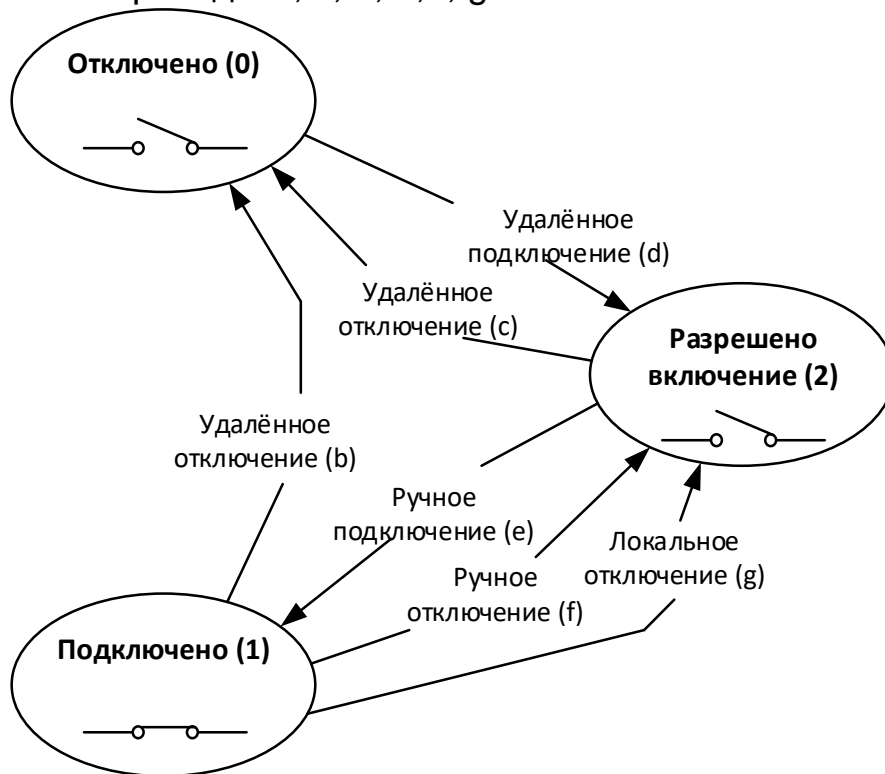 Отключено (0)
Удалённое
подключение (d)
Удалённое
отключение (c)
Разрешено
включение (2)
Удалённое
отключение (b)
Ручное
подключение (e)
Локальное
отключение (g)
Ручное
отключение (f)
Подключено (1)